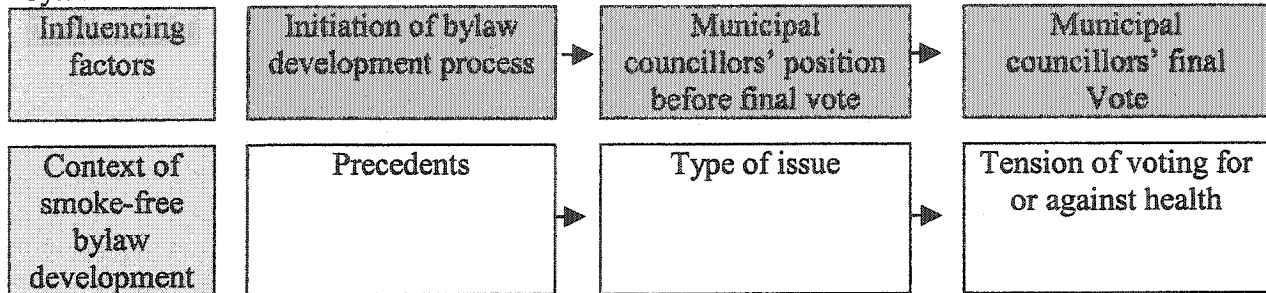 Influencing
factors
Initiation of bylaw
development process
Municipal
councillors' position
before final vote
Municipal
councillors' final
Vote
Context of
smoke-free
bylaw
development
Precedents
Type of issue
Tension of voting for
or against health